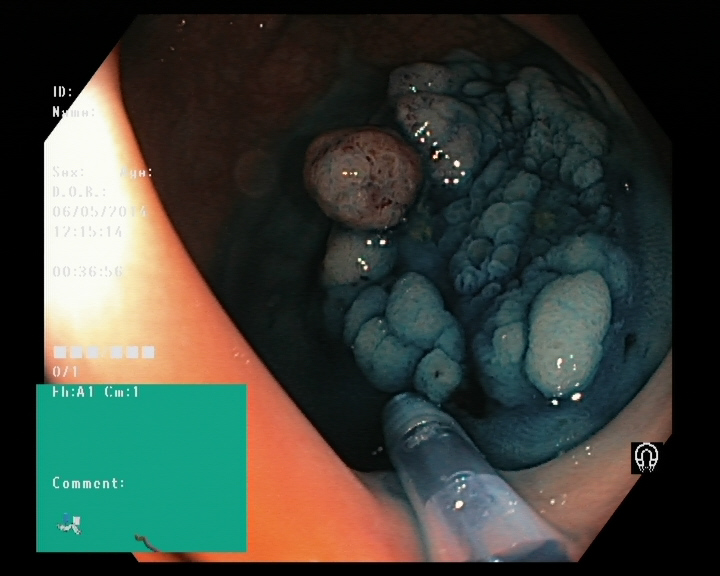 ID:
Name:
Sex: Age:
D.O.B.:
06/05/2014
12:15:14
00:36:56
0/1
Eh:A1 Cm:1
Comment: